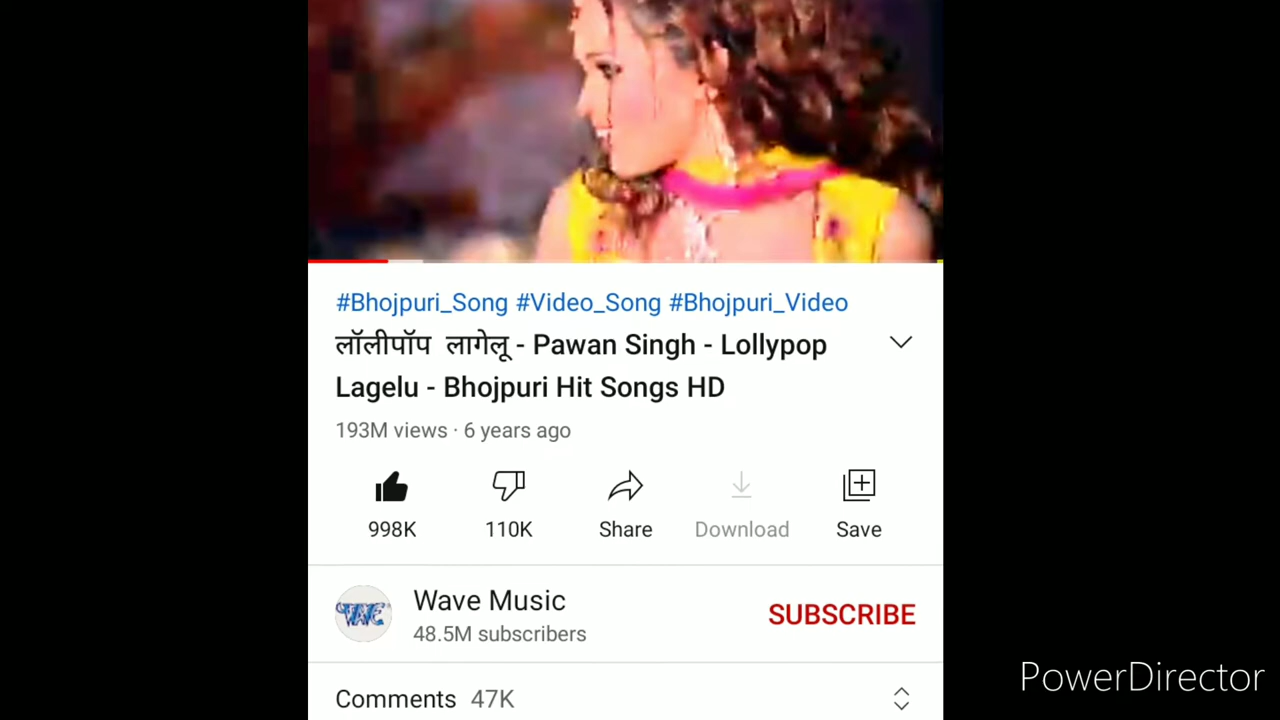 #Bhojpuri_Song #Video_Song #Bhojpuri_Video
लॉलीपॉप लागेलू - Pawan Singh - Lollypop
Lagelu - Bhojpuri Hit Songs HD
193M views · 6 years ago
998K 110K Share Download Save
WAVE
Wave Music
48.5M subscribers
SUBSCRIBE
Comments 47K
PowerDirector